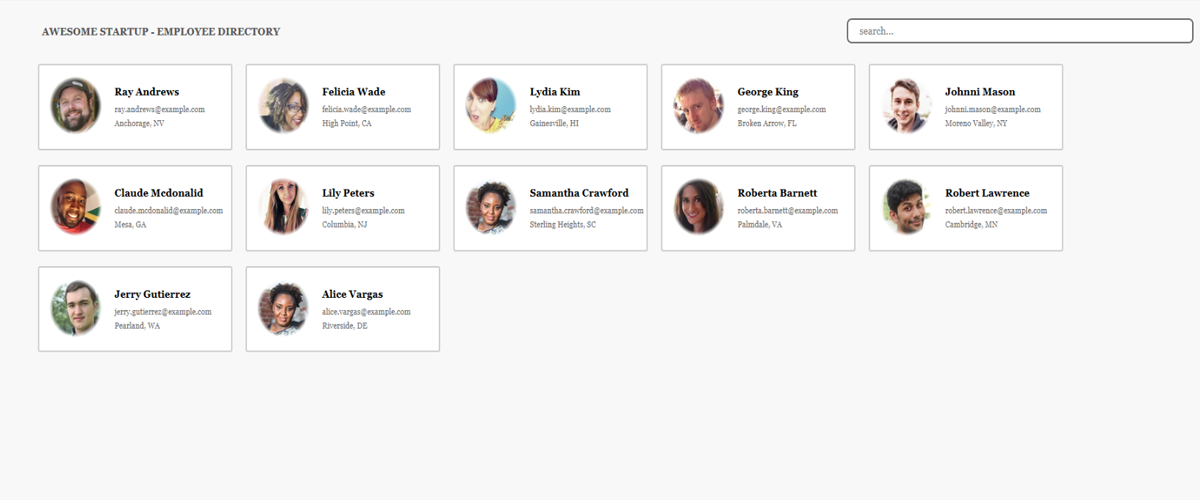 AWESOME STARTUP - EMPLOYEE DIRECTORY
search...
Ray Andrews
ray.andrews@example.com
Anchorage, NV
Felicia Wade
felicia.wade@example.com
High Point, CA
Lydia Kim
lydia.kim@example.com
Gainesville, HI
George King
george.king@example.com
Broken Arrow, FL
Johnni Mason
johnni.mason@example.com
Moreno Valley, NY
Claude Mcdonalid
claude.mcdonalid@example.com
Mesa, GA
Lily Peters
lily.peters@example.com
Columbia, NJ
Samantha Crawford
samantha.crawford@example.com
Sterling Heights, SC
Roberta Barnett
roberta.barnett@example.com
Palmdale, VA
Robert Lawrence
robert.lawrence@example.com
Cambridge, MN
Jerry Gutierrez
jerry.gutierrez@example.com
Pearland, WA
Alice Vargas
alice.vargas@example.com
Riverside, DE